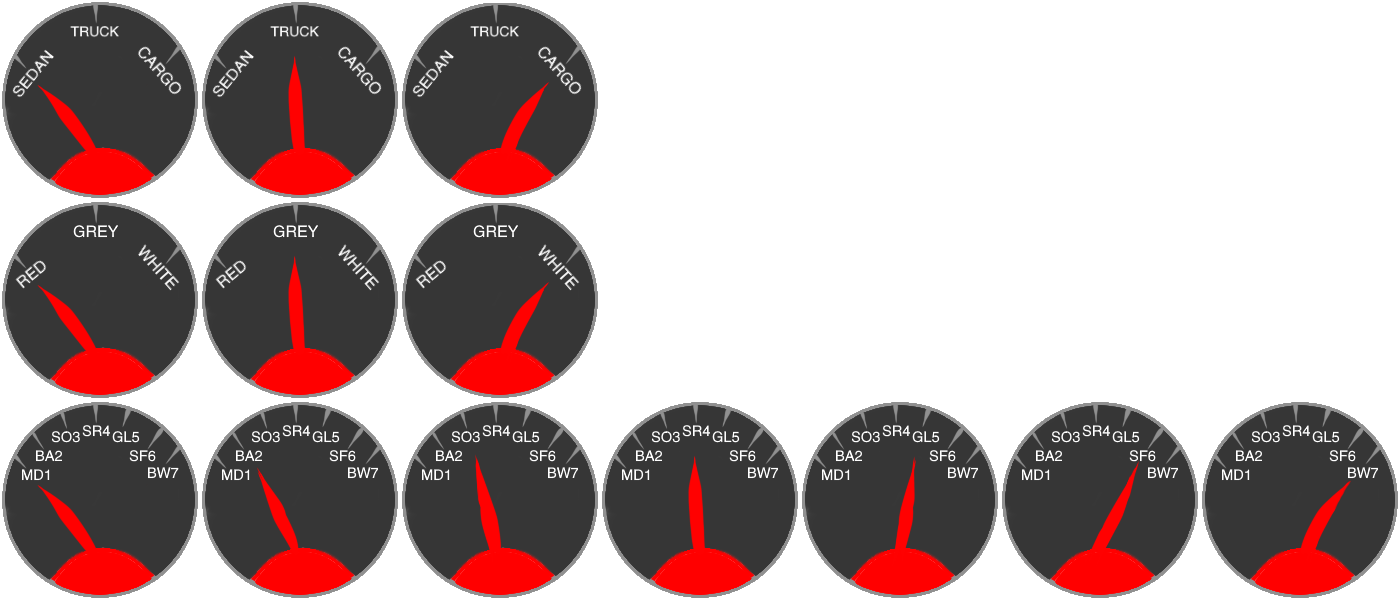 TRUCK TRUCK TRUCK
SEDAN CARGO SEDAN CARGO SEDAN CARGO
GREY GREY GREY
RED WHITE RED WHITE RED WHITE
SO3 SR4 GL5 SO3 SR4 GL5 SO3 SR4 GL5 SO3 SR4 GL5 SO3 SR4 GL5 SO3 SR4 GL5 SO3 SR4 GL5
BA2 SF6 BA2 SF6 BA2 SF6 BA2 SF6 BA2 SF6 BA2 SF6 BA2 SF6
MD1 BW7 MD1 BW7 MD1 BW7 MD1 BW7 MD1 BW7 MD1 BW7 MD1 BW7